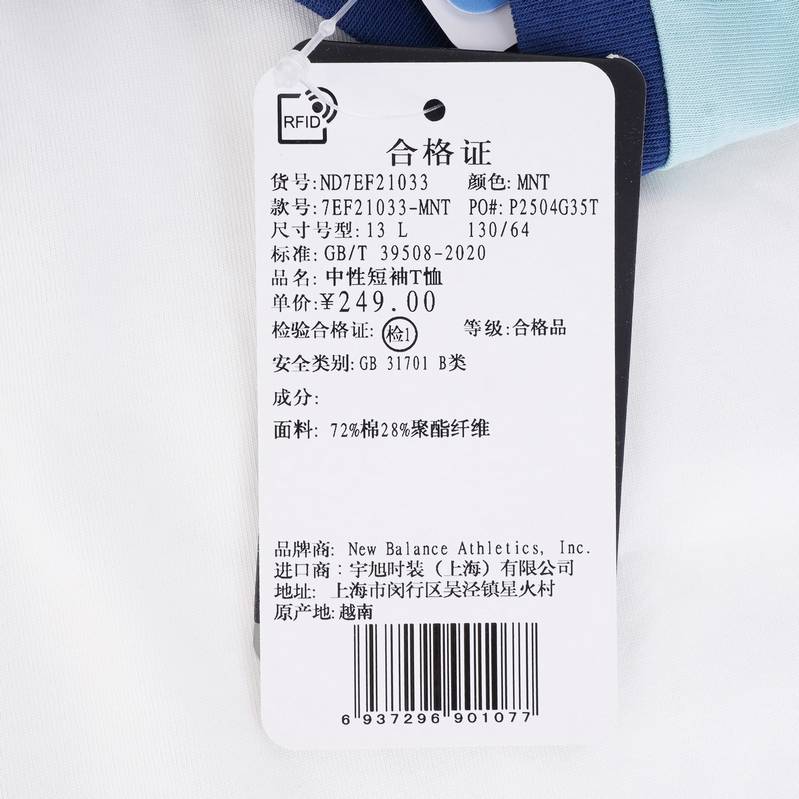 RFID
合格证
货号:ND7EF21033 颜色:MNT
款号:7EF21033-MNT PO#:P2504G35T
尺寸号型:13 L 130/64
标准:GB/T 39508-2020
品名:中性短袖T恤
单价:¥249.00
检验合格证:检1 等级:合格品
安全类别:GB 31701 B类
成分:
面料: 72%棉28%聚酯纤维
品牌商: New Balance Athletics, Inc.
进口商:宇旭时装（上海）有限公司
地址: 上海市闵行区吴泾镇星火村
原产地:越南
6 937296 901077